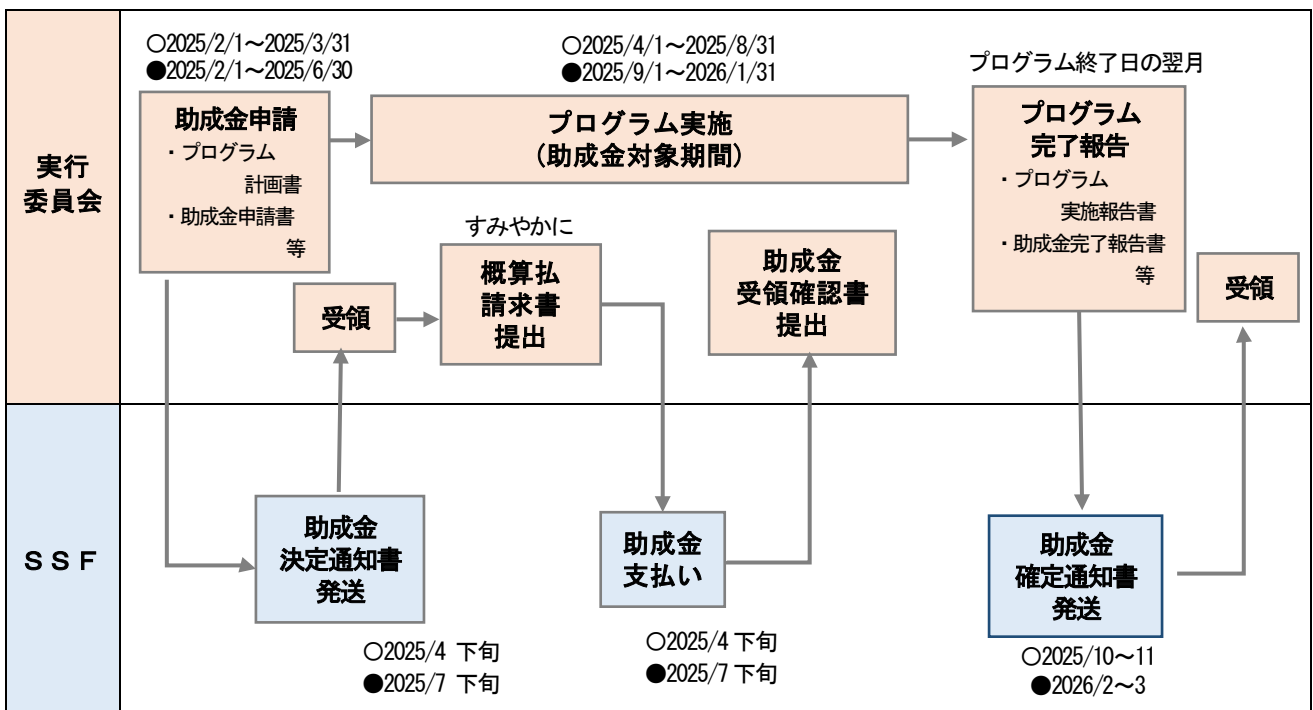 ○2025/2/1～2025/3/31
●2025/2/1～2025/6/30
○2025/4/1～2025/8/31
●2025/9/1～2026/1/31
プログラム終了日の翌月
実行
委員会
助成金申請
・プログラム
計画書
・助成金申請書
等
プログラム実施
（助成金対象期間）
プログラム
完了報告
・プログラム
実施報告書
・助成金完了報告書
等
すみやかに
受領
概算払
請求書
提出
助成金
受領確認書
提出
受領
ＳＳＦ
助成金
決定通知書
発送
助成金
支払い
助成金
確定通知書
発送
○2025/4 下旬
●2025/7 下旬
○2025/4 下旬
●2025/7 下旬
○2025/10～11
●2026/2～3